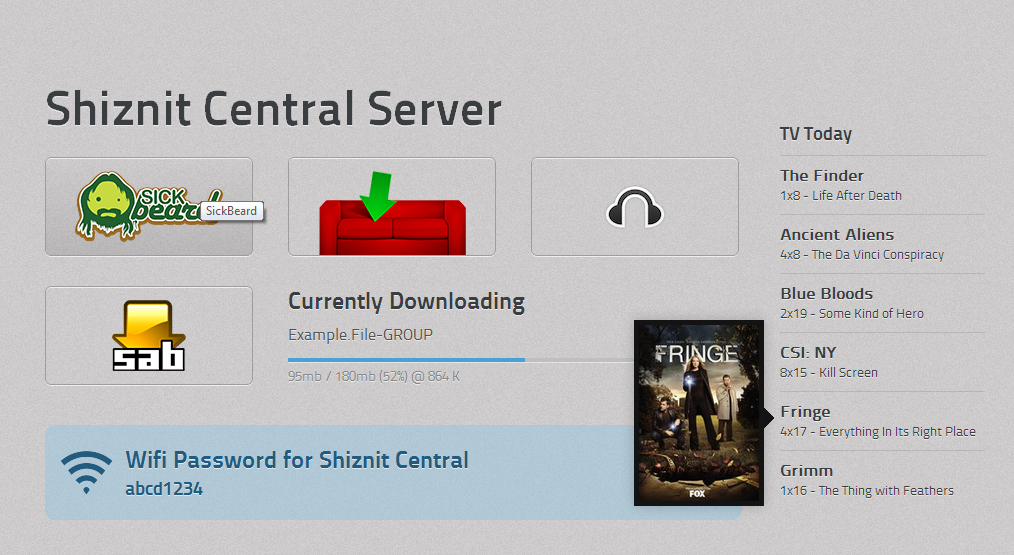 Shiznit Central Server
SICK
beard
SickBeard
sab
Currently Downloading
Example.File-GROUP
95mb / 180mb (52%) @ 864 K
Wifi Password for Shiznit Central
abcd1234
FRINGE
FOX
TV Today
The Finder
1x8 - Life After Death
Ancient Aliens
4x8 - The Da Vinci Conspiracy
Blue Bloods
2x19 - Some Kind of Hero
CSI: NY
8x15 - Kill Screen
Fringe
4x17 - Everything In Its Right Place
Grimm
1x16 - The Thing with Feathers